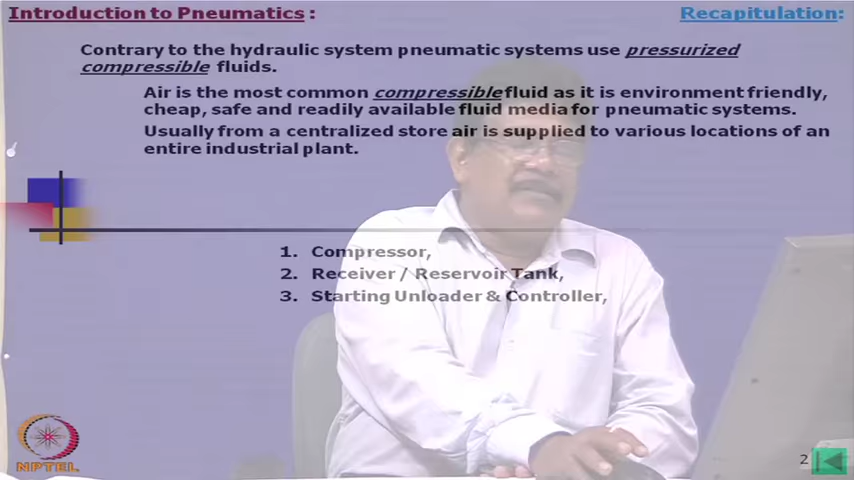 Introduction to Pneumatics :
Recapitulation:
Contrary to the hydraulic system pneumatic systems use pressurized
compressible fluids.
Air is the most common compressible fluid as it is environment friendly,
cheap, safe and readily available fluid media for pneumatic systems.
Usually from a centralized store air is supplied to various locations of an
entire industrial plant.
1. Compressor,
2. Receiver / Reservoir Tank,
3. Starting Unloader & Controller,
NPTEL
2